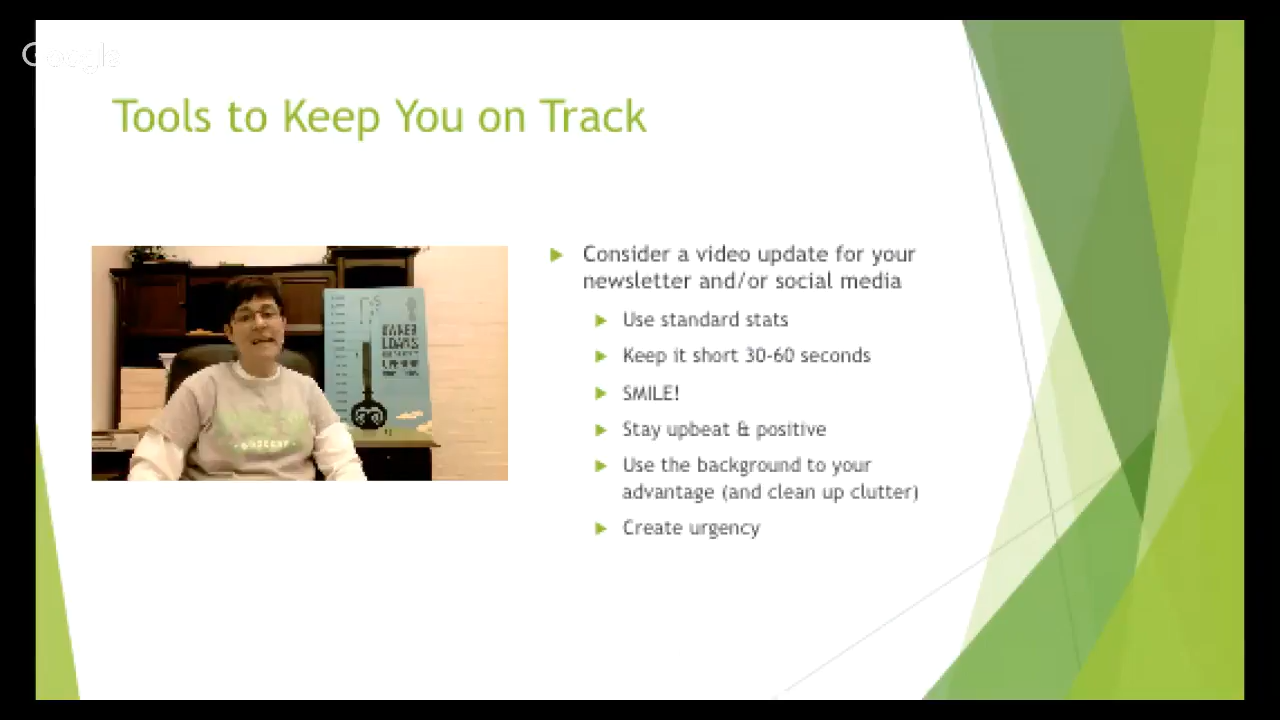 Google
Tools to Keep You on Track
Consider a video update for your
newsletter and/or social media
Use standard stats
Keep it short 30-60 seconds
SMILE!
Stay upbeat & positive
Use the background to your
advantage (and clean up clutter)
Create urgency
OWNER
LOANS